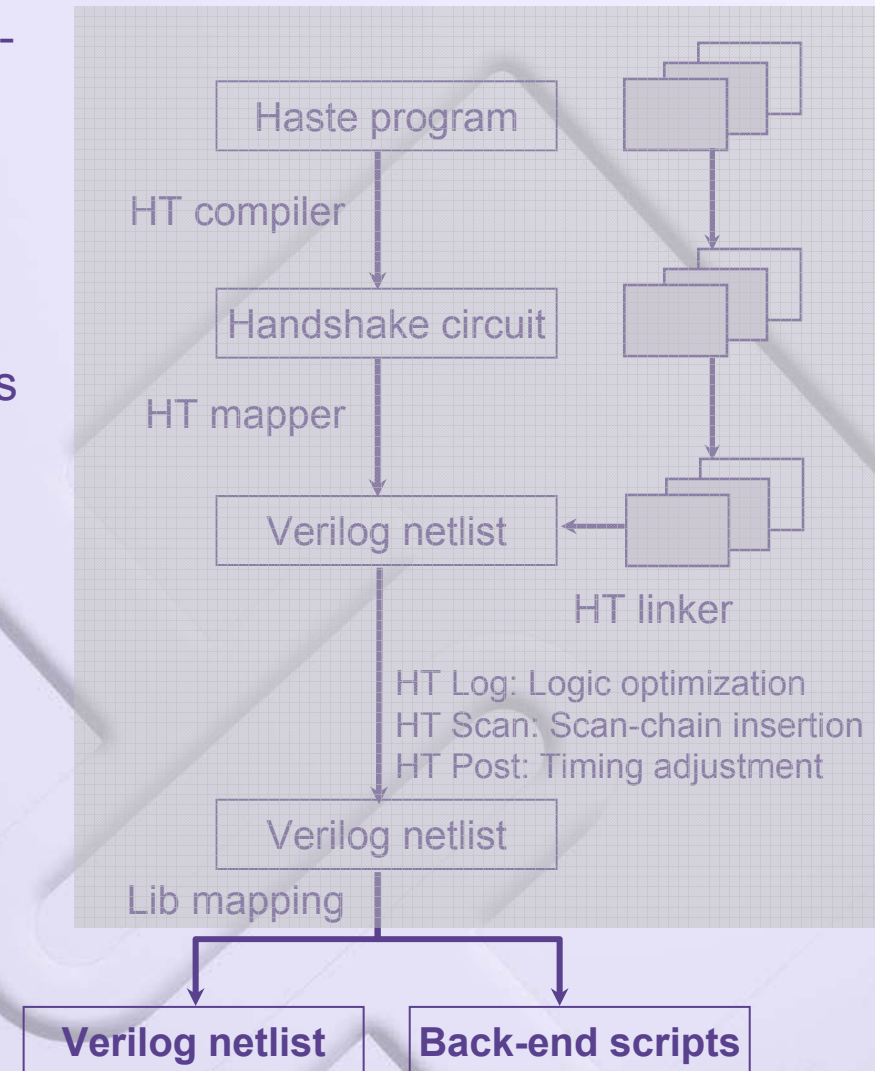 -
Haste program
HT compiler
Handshake circuit
s
HT mapper
Verilog netlist
HT linker
HT Log: Logic optimization
HT Scan: Scan-chain insertion
HT Post: Timing adjustment
Verilog netlist
Lib mapping
Verilog netlist
Back-end scripts